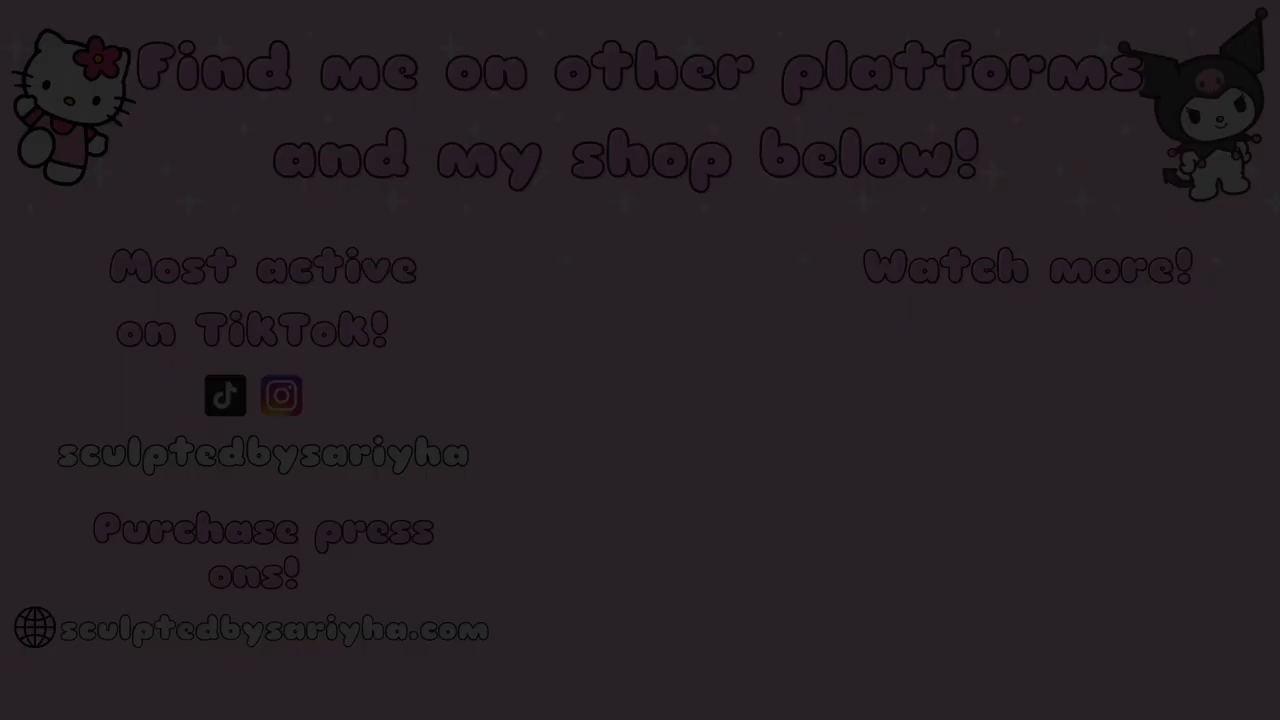 Find me on other platforms
and my shop below!
Most active
on TikTok!
Watch more!
sculptedbysariyha
Purchase press
ons!
sculptedbysariyha.com